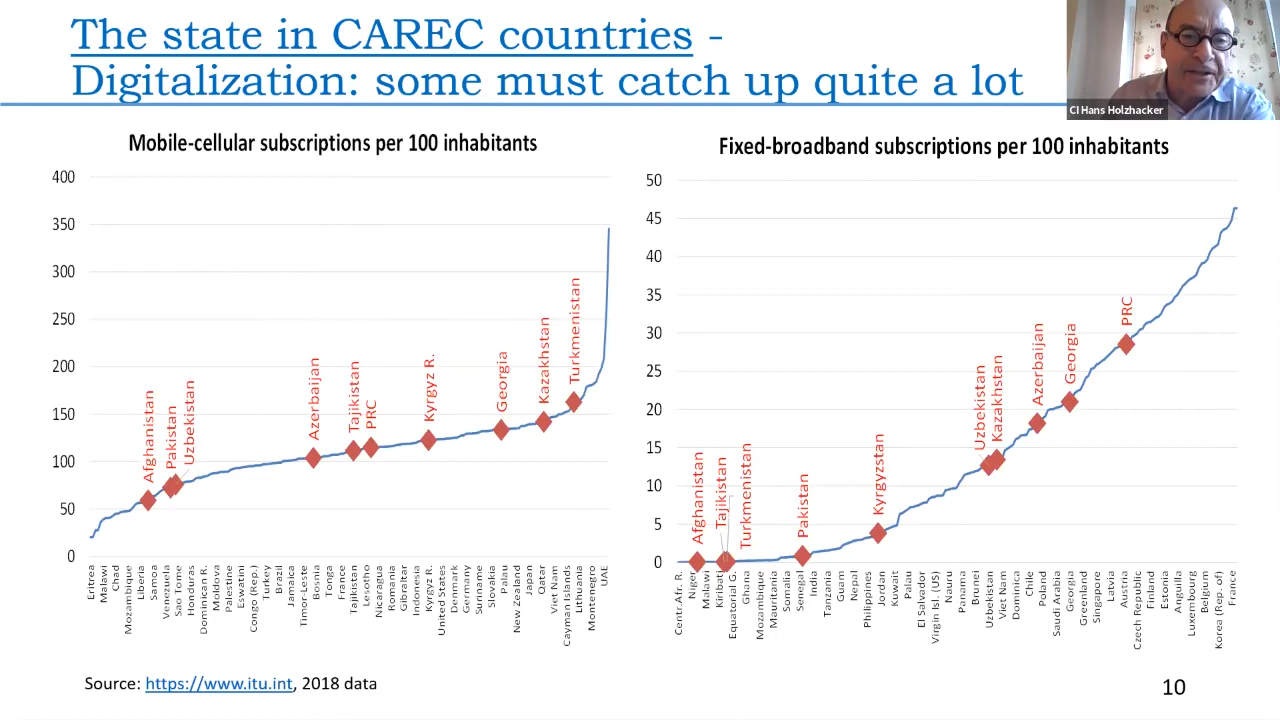 The state in CAREC countries -
Digitalization: some must catch up quite a lot
CI Hans Holzhacker
Mobile-cellular subscriptions per 100 inhabitants
400
350
300
250
200
150
100
50
0
Afghanistan
Pakistan
Uzbekistan
Azerbaijan
Tajikistan
PRC
Kyrgyz R.
Georgia
Kazakhstan
Turkmenistan
Eritrea
Malawi
Chad
Mozambique
Liberia
Samoa
Venezuela
Sao Tome
Honduras
Dominican R.
Moldova
Palestine
Eswatini
Congo (Rep.)
Turkey
Brazil
Jamaica
Timor-Leste
Bosnia
Tonga
France
Tajikista
Lesotho
Nicaragua
Romania
Gibraltar
Indonesia
Kyrgyz R.
United States
Denmark
Germany
Suriname
Slovakia
Palau
New Zealand
Japan
Qatar
Viet Nam
Cayman Islands
Lithuania
Montenegro
UAE
Fixed-broadband subscriptions per 100 inhabitants
50
45
40
35
30
25
20
15
10
5
0
Afghanistan
Tajikistan
Turkmenistan
Pakistan
Kyrgyzstan
Uzbekistan
Kazakhstan
Azerbaijan
Georgia
PRC
Centr. Afr. R.
Niger
Malawi
Kiribati
Equatorial G.
Ghana
Mozambique
Mauritania
Somalia
Senegal
India
Tanzania
Guam
Nepal
Philippines
Jordan
Kuwait
Palau
El Salvador
Virgin Isl. (US)
Nauru
Panama
Brunei
Uzbekistan
Viet Nam
Dominica
Chile
Poland
Saudi Arabia
Georgia
Greenland
Singapore
Latvia
Austria
Czech Republic
Finland
Estonia
Anguilla
Luxembourg
Belgium
Korea (Rep. of)
France
Source: https://www.itu.int, 2018 data
10